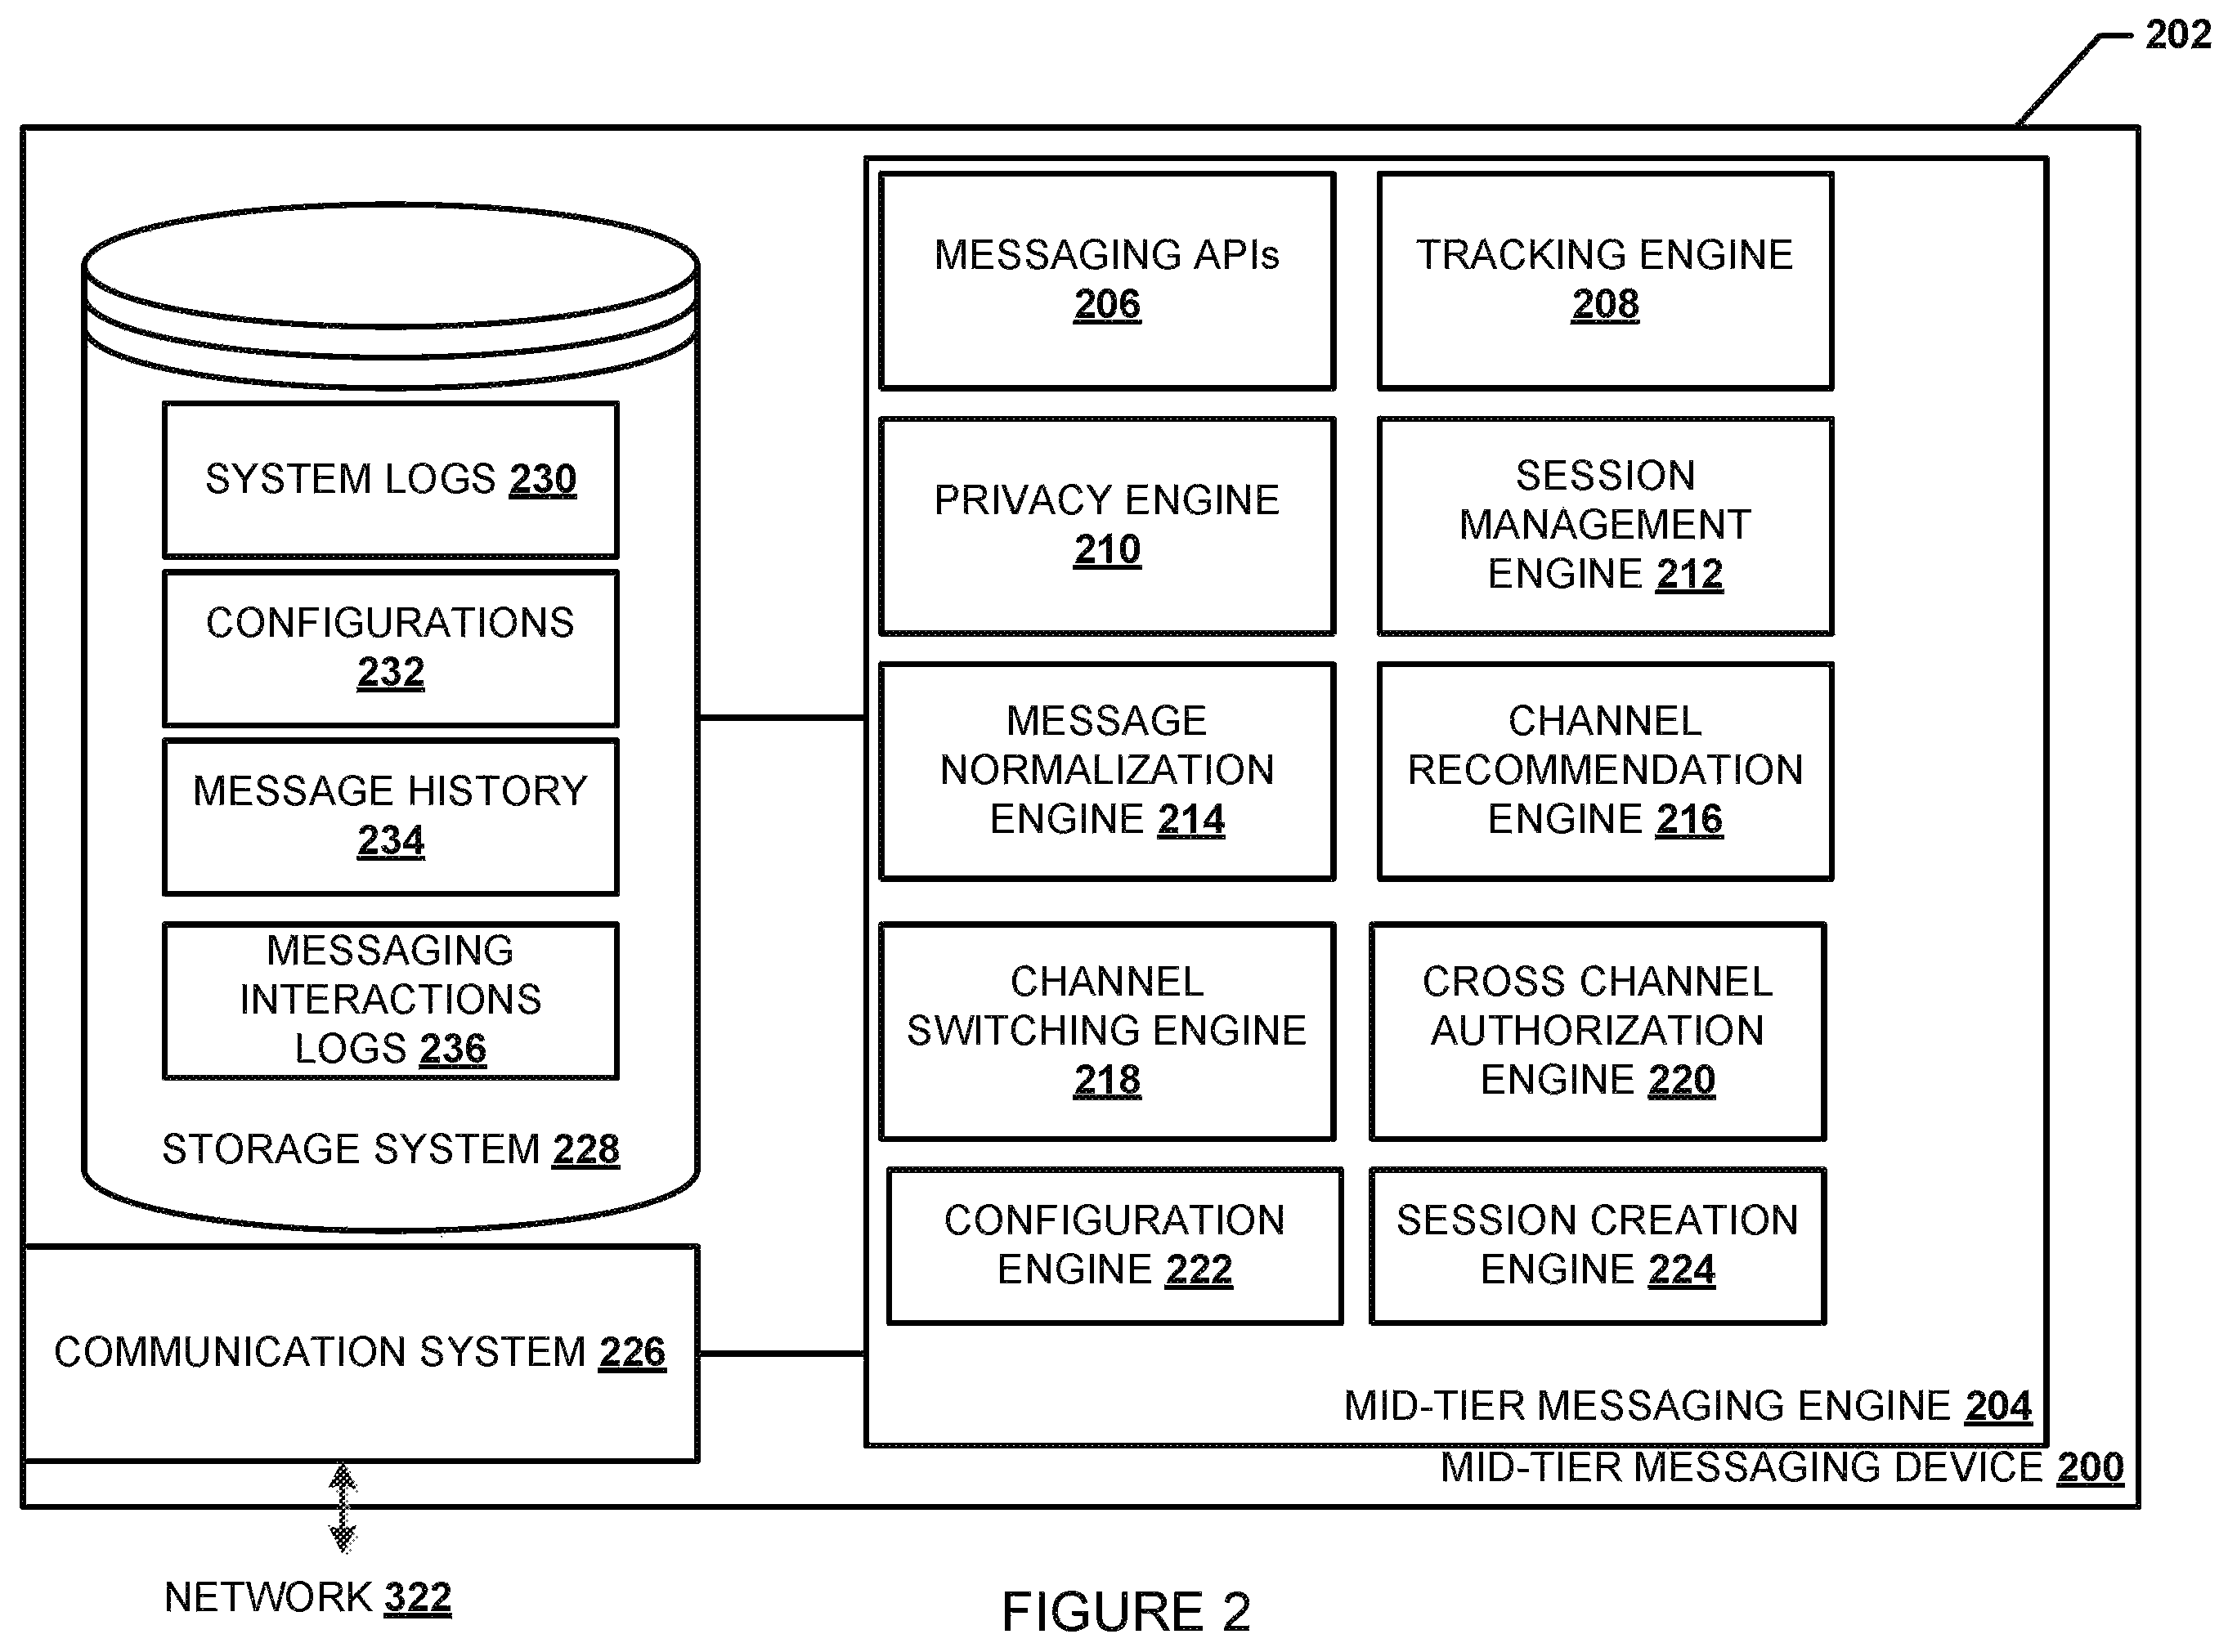 202
MESSAGING APIs
206
TRACKING ENGINE
208
SYSTEM LOGS 230
PRIVACY ENGINE
210
SESSION
MANAGEMENT
ENGINE 212
CONFIGURATIONS
232
MESSAGE HISTORY
234
MESSAGE
NORMALIZATION
ENGINE 214
CHANNEL
RECOMMENDATION
ENGINE 216
MESSAGING
INTERACTIONS
LOGS 236
CHANNEL
SWITCHING ENGINE
218
CROSS CHANNEL
AUTHORIZATION
ENGINE 220
STORAGE SYSTEM 228
CONFIGURATION
ENGINE 222
SESSION CREATION
ENGINE 224
COMMUNICATION SYSTEM 226
MID-TIER MESSAGING ENGINE 204
MID-TIER MESSAGING DEVICE 200
NETWORK 322
FIGURE 2